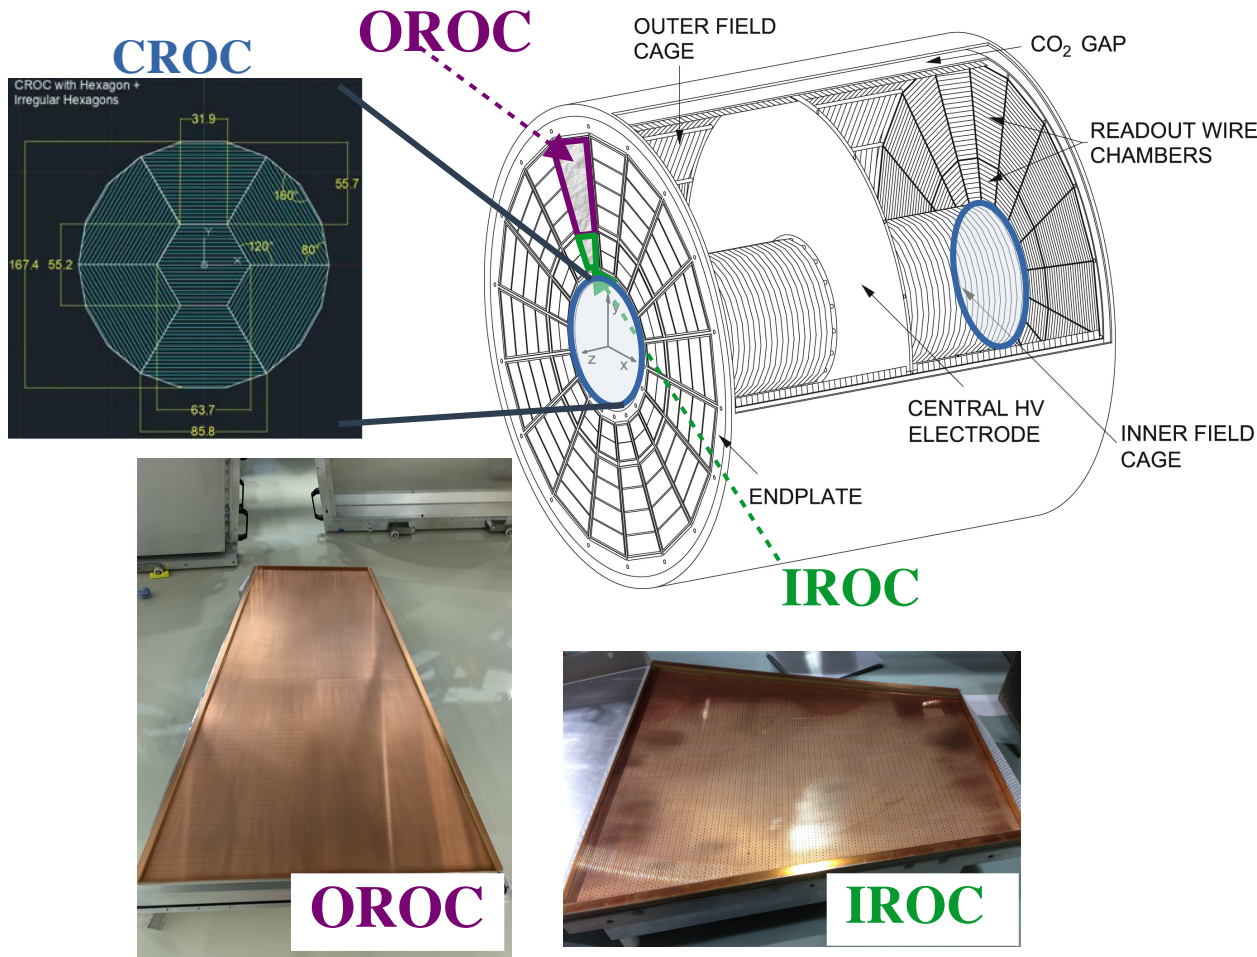 OROC
CROC
OUTER FIELD
CAGE
CO2 GAP
READOUT WIRE
CHAMBERS
CROC with Hexagon +
Irregular Hexagons
31.9
160°
55.7
120°
80°
167.4
55.2
Y
X
63.7
85.8
y
z
x
CENTRAL HV
ELECTRODE
INNER FIELD
CAGE
ENDPLATE
IROC
OROC
IROC